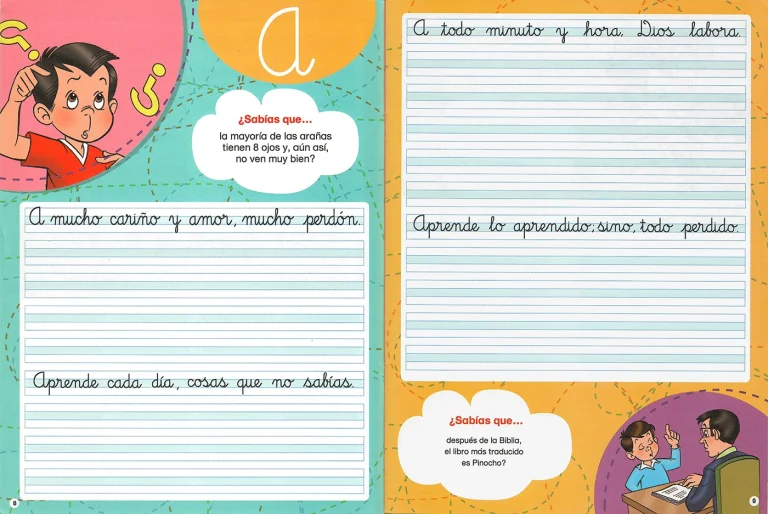 ¿
¿
a
¿Sabías que...
la mayoría de las arañas
tienen 8 ojos y, aún así,
no ven muy bien?
A mucho cariño y amor, mucho perdón.
Aprende cada día, cosas que no sabías.
8
A todo minuto y hora, Dios labora.
Aprende lo aprendido; sino, todo perdido.
¿Sabías que...
después de la Biblia,
el libro más traducido
es Pinocho?
9